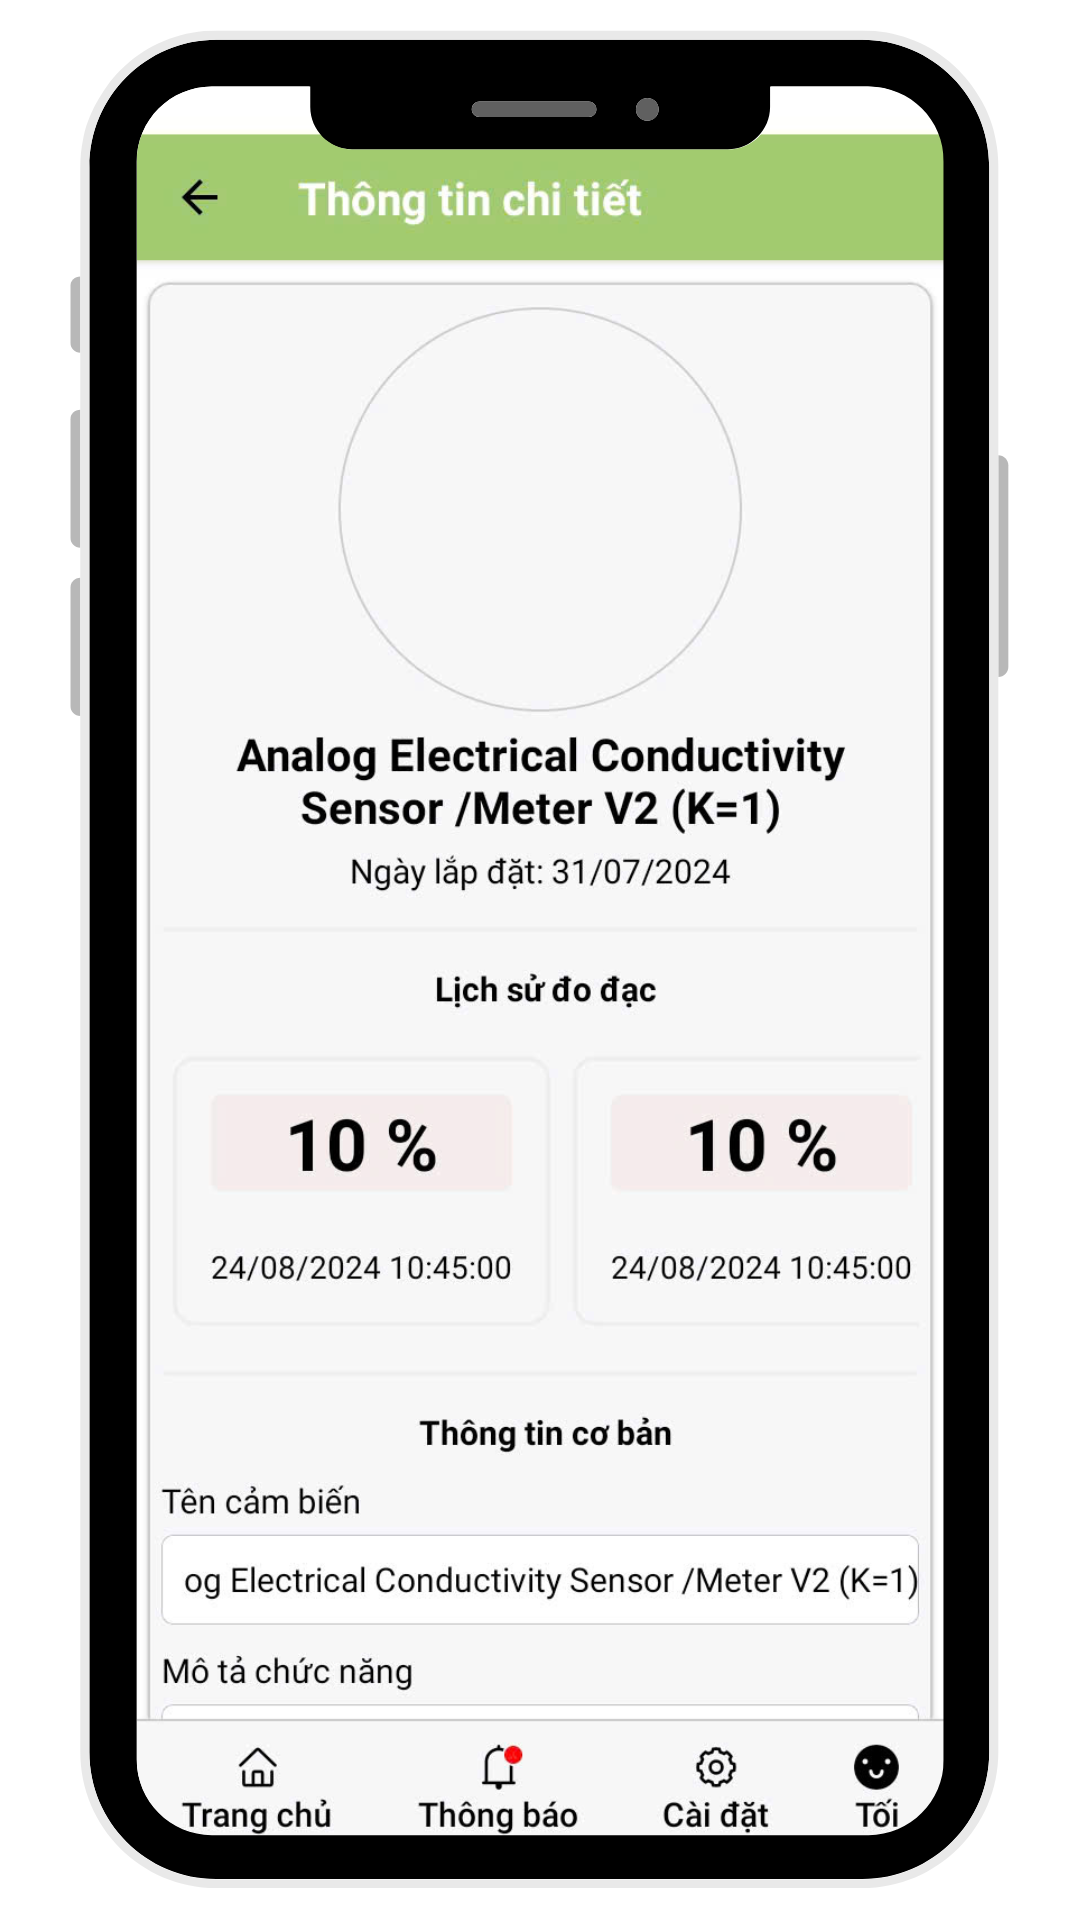 Thông tin chi tiết
Analog Electrical Conductivity
Sensor /Meter V2 (K=1)
Ngày lắp đặt: 31/07/2024
Lịch sử đo đạc
10 % 10 %
24/08/2024 10:45:00 24/08/2024 10:45:00
Thông tin cơ bản
Tên cảm biến
og Electrical Conductivity Sensor /Meter V2 (K=1)
Mô tả chức năng
Trang chủ Thông báo Cài đặt Tối